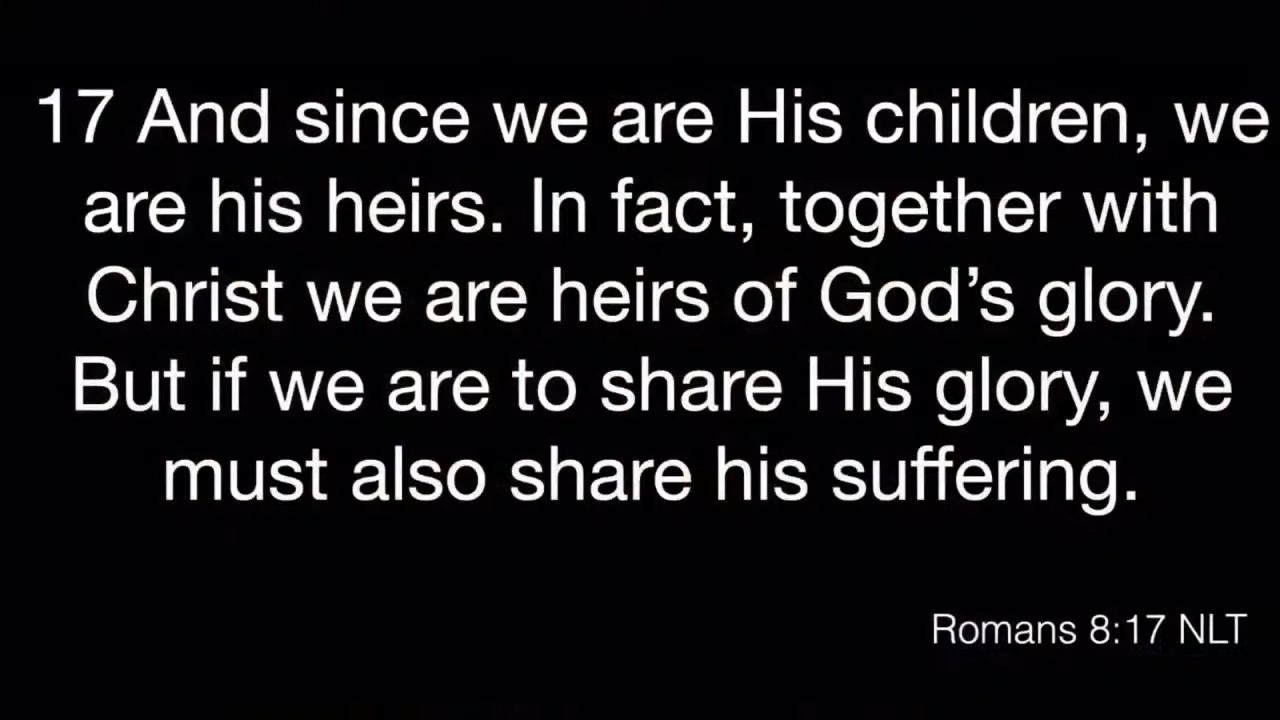 17 And since we are His children, we
are his heirs. In fact, together with
Christ we are heirs of God’s glory.
But if we are to share His glory, we
must also share his suffering.
Romans 8:17 NLT